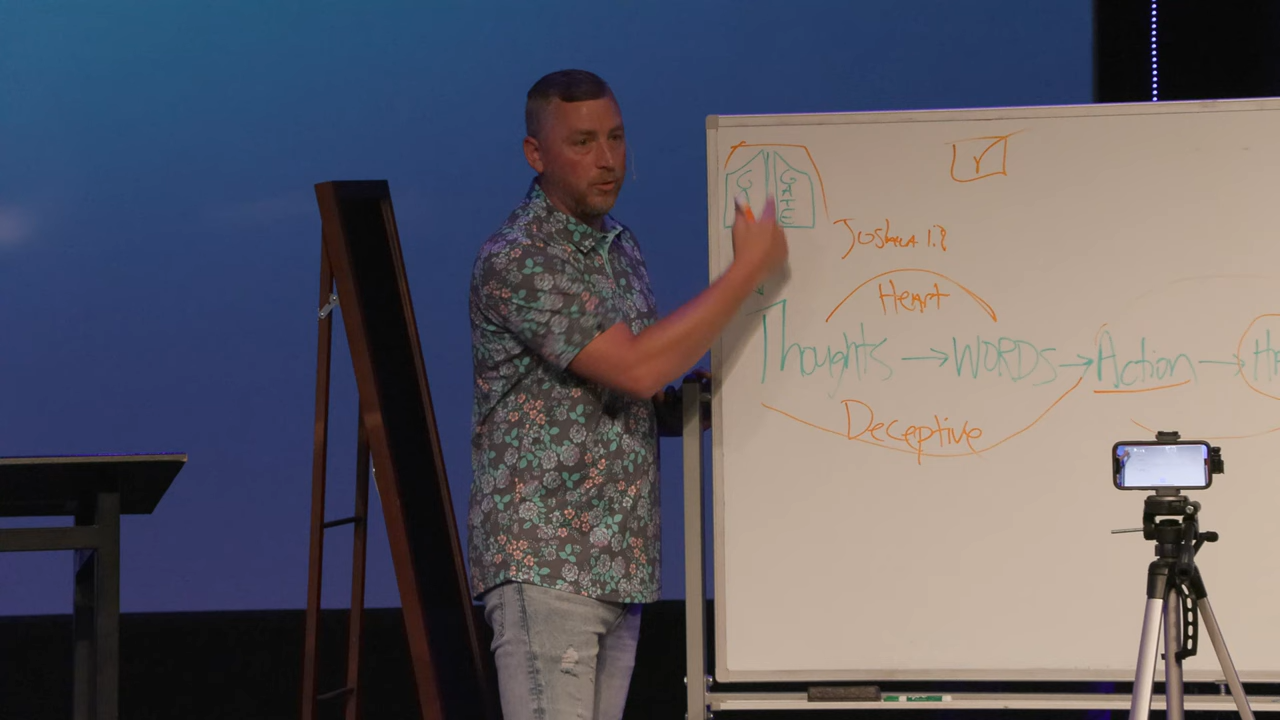 r
GATE
Joshua 1:8
Heart
Thoughts → WORDS → Action →
Deceptive